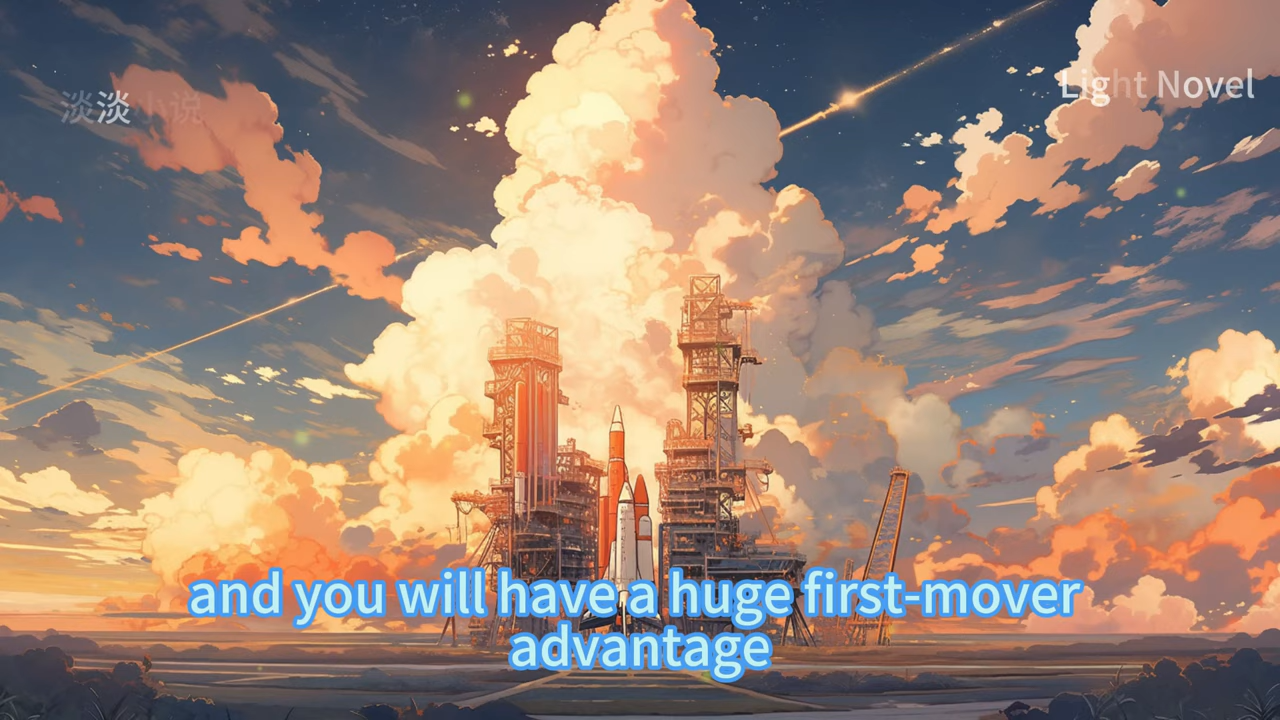 淡淡小说
Light Novel
and you will have a huge first-mover
advantage